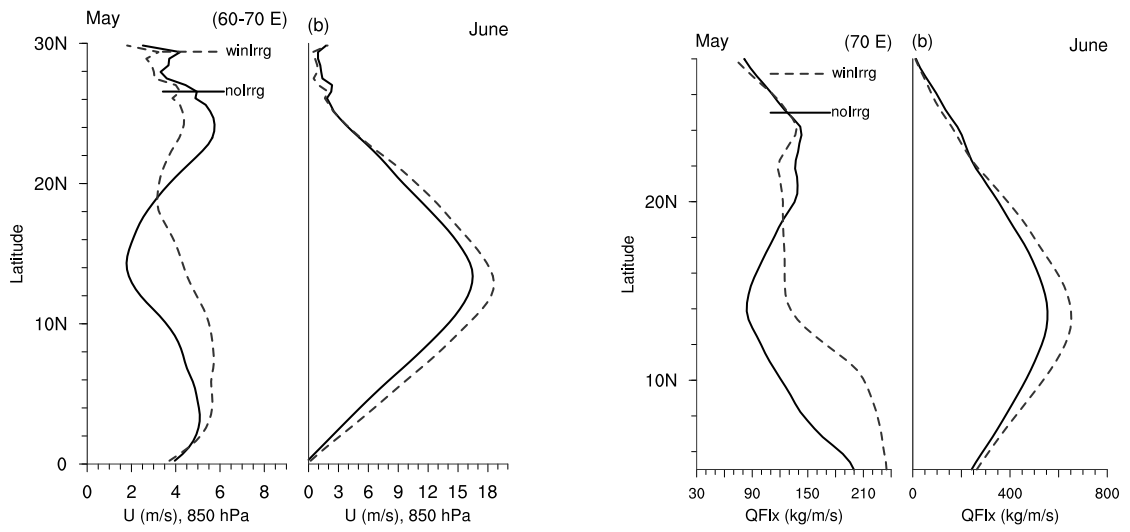 May (60-70 E) (b) June
30N
winIrrg
noIrrg
20N
Latitude
10N
0
0 2 4 6 8
0 3 6 9 12 15 18
U (m/s), 850 hPa
U (m/s), 850 hPa
May (70 E) (b) June
winIrrg
noIrrg
20N
Latitude
10N
30 90 150 210
0 400 800
QFlx (kg/m/s)
QFlx (kg/m/s)